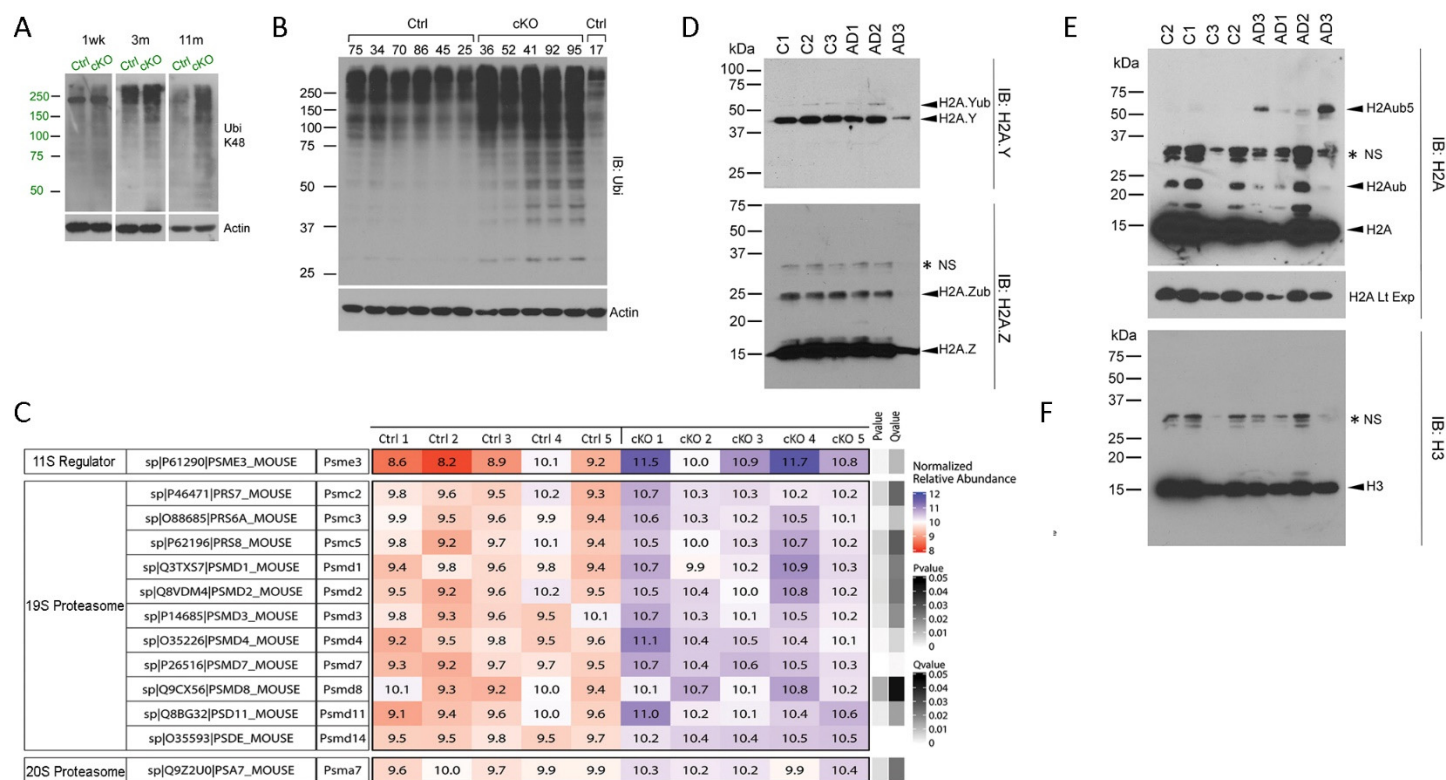 A
1wk 3m 11m
Ctrl cKO Ctrl cKO Ctrl cKO
250
150
100
75
50
Ubi
K48
Actin
B
Ctrl cKO Ctrl
75 34 70 86 45 25 36 52 41 92 95 17
250
150
100
75
50
37
25
IB: Ubi
Actin
D
kDa
C1 C2 C3 AD1 AD2 AD3
100
75
50
37
25
H2A.Yub
H2A.Y
IB: H2A.Y
75
50
37
25
20
15
* NS
H2A.Zub
H2A.Z
IB: H2A.Z
E
kDa
C2 C1 C3 C2 AD3 AD1 AD2 AD3
75
50
37
25
20
15
H2Aub5
* NS
H2Aub
H2A
H2A Lt Exp
IB: H2A
F
kDa
75
50
37
25
20
15
* NS
H3
IB: H3
C
Ctrl 1 Ctrl 2 Ctrl 3 Ctrl 4 Ctrl 5 cKO 1 cKO 2 cKO 3 cKO 4 cKO 5 Pvalue Qvalue
11S Regulator sp|P61290|PSME3_MOUSE Psme3 8.6 8.2 8.9 10.1 9.2 11.5 10.0 10.9 11.7 10.8
19S Proteasome
sp|P46471|PRS7_MOUSE Psmc2 9.8 9.6 9.5 10.2 9.3 10.7 10.3 10.3 10.2 10.2
sp|O88685|PRS6A_MOUSE Psmc3 9.9 9.5 9.6 9.9 9.4 10.6 10.3 10.2 10.5 10.1
sp|P62196|PRS8_MOUSE Psmc5 9.8 9.2 9.7 10.1 9.4 10.5 10.0 10.3 10.7 10.2
sp|Q3TXS7|PSMD1_MOUSE Psmd1 9.4 9.8 9.6 9.8 9.4 10.7 9.9 10.2 10.9 10.3
sp|Q8VDM4|PSMD2_MOUSE Psmd2 9.5 9.2 9.6 10.2 9.5 10.5 10.4 10.0 10.8 10.2
sp|P14685|PSMD3_MOUSE Psmd3 9.8 9.3 9.6 9.5 10.1 10.7 10.3 10.1 10.5 10.2
sp|O35226|PSMD4_MOUSE Psmd4 9.2 9.5 9.8 9.5 9.6 11.1 10.4 10.5 10.4 10.1
sp|P26516|PSMD7_MOUSE Psmd7 9.3 9.2 9.7 9.7 9.5 10.7 10.4 10.6 10.5 10.3
sp|Q9CX56|PSMD8_MOUSE Psmd8 10.1 9.3 9.2 10.0 9.4 10.1 10.7 10.1 10.8 10.2
sp|Q8BG32|PSD11_MOUSE Psmd11 9.1 9.4 9.6 10.0 9.6 11.0 10.2 10.1 10.4 10.6
sp|O35593|PSDE_MOUSE Psmd14 9.5 9.5 9.8 9.5 9.7 10.2 10.4 10.4 10.5 10.5
20S Proteasome sp|Q9Z2U0|PSA7_MOUSE Psma7 9.6 10.0 9.7 9.9 9.9 10.3 10.2 10.2 9.9 10.4
Normalized
Relative Abundance
12
11
10
9
8
Pvalue
0.05
0.04
0.03
0.02
0.01
0
Qvalue
0.05
0.04
0.03
0.02
0.01
0